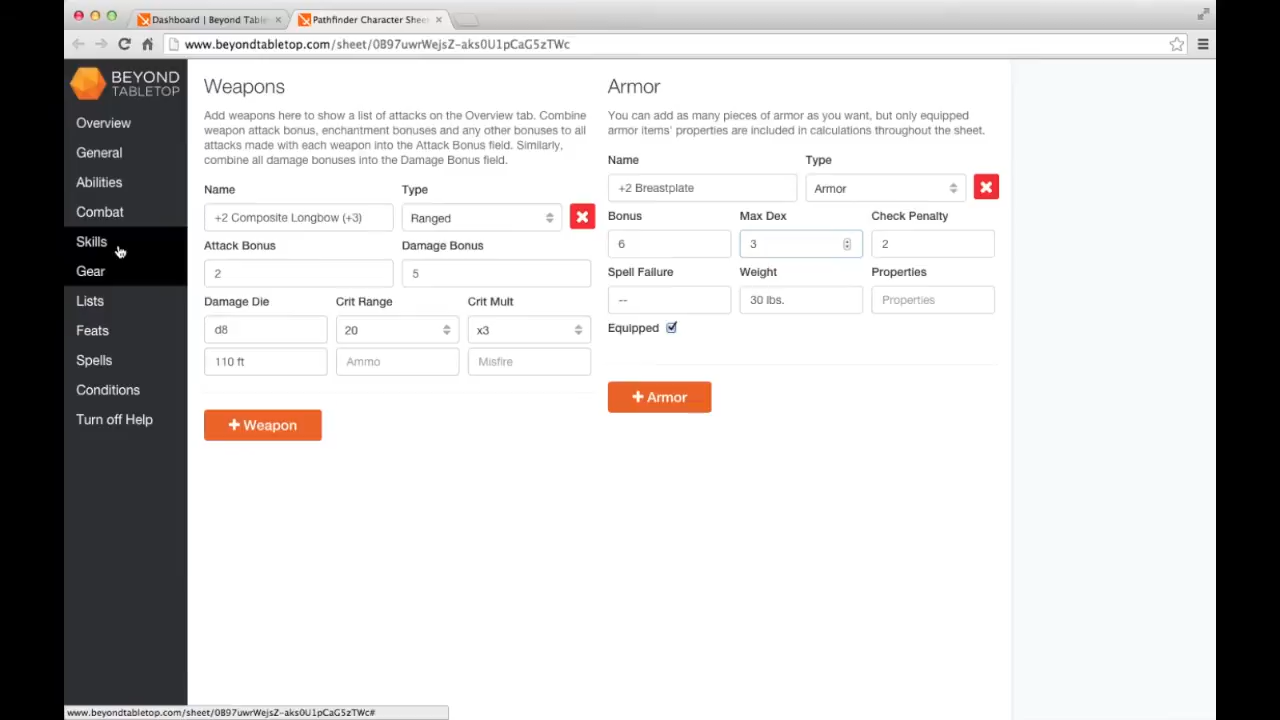 Dashboard | Beyond Table
Pathfinder Character Shee
www.beyondtabletop.com/sheet/0B97uwrWejsZ-aks0U1pCaG5zTWc
BEYOND
TABLETOP
Overview
General
Abilities
Combat
Skills
Gear
Lists
Feats
Spells
Conditions
Turn off Help
Weapons
Add weapons here to show a list of attacks on the Overview tab. Combine
weapon attack bonus, enchantment bonuses and any other bonuses to all
attacks made with each weapon into the Attack Bonus field. Similarly,
combine all damage bonuses into the Damage Bonus field.
Name Type
+2 Composite Longbow (+3) Ranged
Attack Bonus Damage Bonus
2 5
Damage Die Crit Range Crit Mult
d8 20 x3
110 ft Ammo Misfire
+ Weapon
Armor
You can add as many pieces of armor as you want, but only equipped
armor items' properties are included in calculations throughout the sheet.
Name Type
+2 Breastplate Armor
Bonus Max Dex Check Penalty
6 3 2
Spell Failure Weight Properties
-- 30 lbs. Properties
Equipped
+ Armor
www.beyondtabletop.com/sheet/0B97uwrWejsZ-aks0U1pCaG5zTWc#